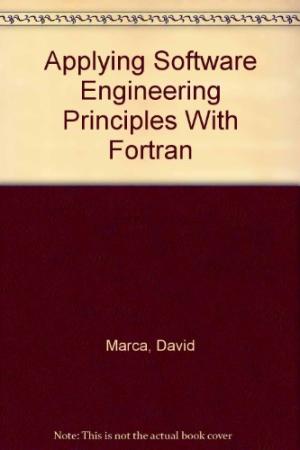 Applying Software
Engineering
Principles With
Fortran
Marca, David
Note: This is not the actual book cover